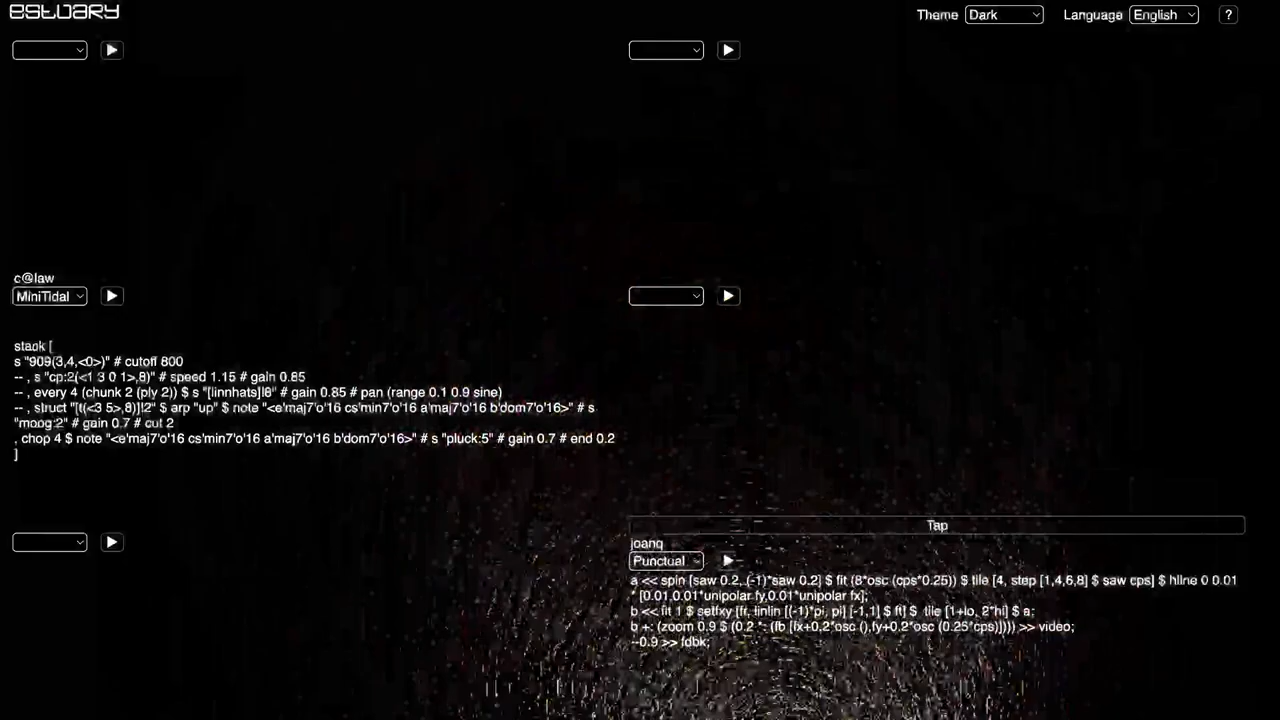 estuary
Theme Dark Language English ?
c@law
MiniTidal
stack [
s "909(3,4,<0>)" # cutoff 800
-- , s "cp:2(<1 3 0 1>,8)" # speed 1.15 # gain 0.85
-- , every 4 (chunk 2 (ply 2)) $ s "[linnhats]!8" # gain 0.85 # pan (range 0.1 0.9 sine)
-- , struct "[t(<3 5>,8)]!2" $ arp "up" $ note "<e'maj7'o'16 cs'min7'o'16 a'maj7'o'16 b'dom7'o'16>" # s
"moog:2" # gain 0.7 # cut 2
, chop 4 $ note "<e'maj7'o'16 cs'min7'o'16 a'maj7'o'16 b'dom7'o'16>" # s "pluck:5" # gain 0.7 # end 0.2
]
Tap
joanq
Punctual
a << spin [saw 0.2, (-1)*saw 0.2] $ fit (8*osc (cps*0.25)) $ tile [4, step [1,4,6,8] $ saw cps] $ hline 0 0.01
* [0.01,0.01*unipolar fy,0.01*unipolar fx];
b << fit 1 $ setfxy [fr, linlin [(-1)*pi, pi] [-1,1] $ ft] $ tile [1+lo, 2*hi] $ a;
b +: (zoom 0.9 $ (0.2 *: (fb [fx+0.2*osc (),fy+0.2*osc (0.25*cps)]))) >> video;
--0.9 >> fdbk;